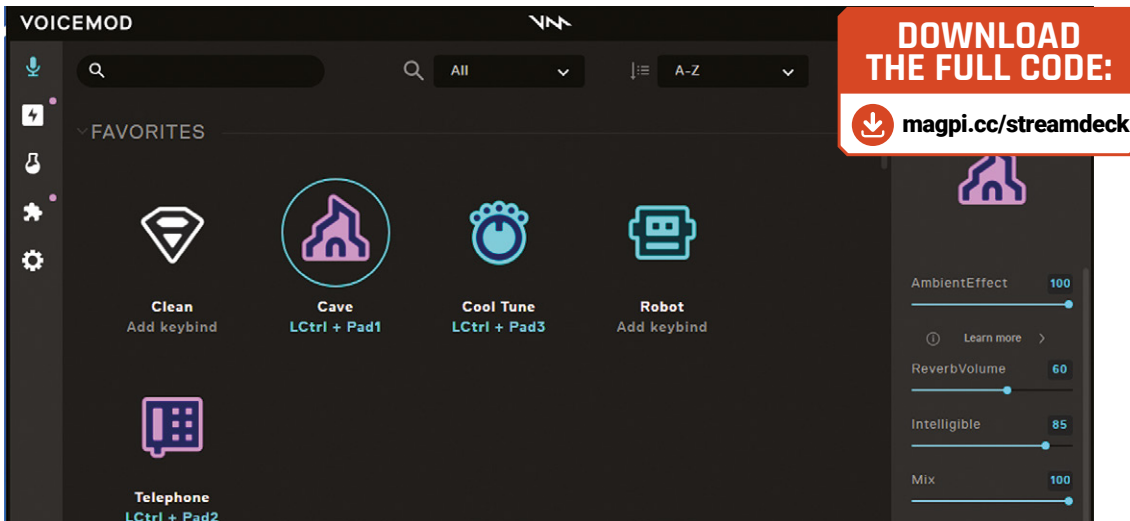 VOICEMOD
DOWNLOAD
THE FULL CODE:
magpi.cc/streamdeck
All
A-Z
FAVORITES
Clean
Add keybind
Cave
LCtrl + Pad1
Cool Tune
LCtrl + Pad3
Robot
Add keybind
Telephone
LCtrl + Pad2
AmbientEffect 100
Learn more
ReverbVolume 60
Intelligible 85
Mix 100